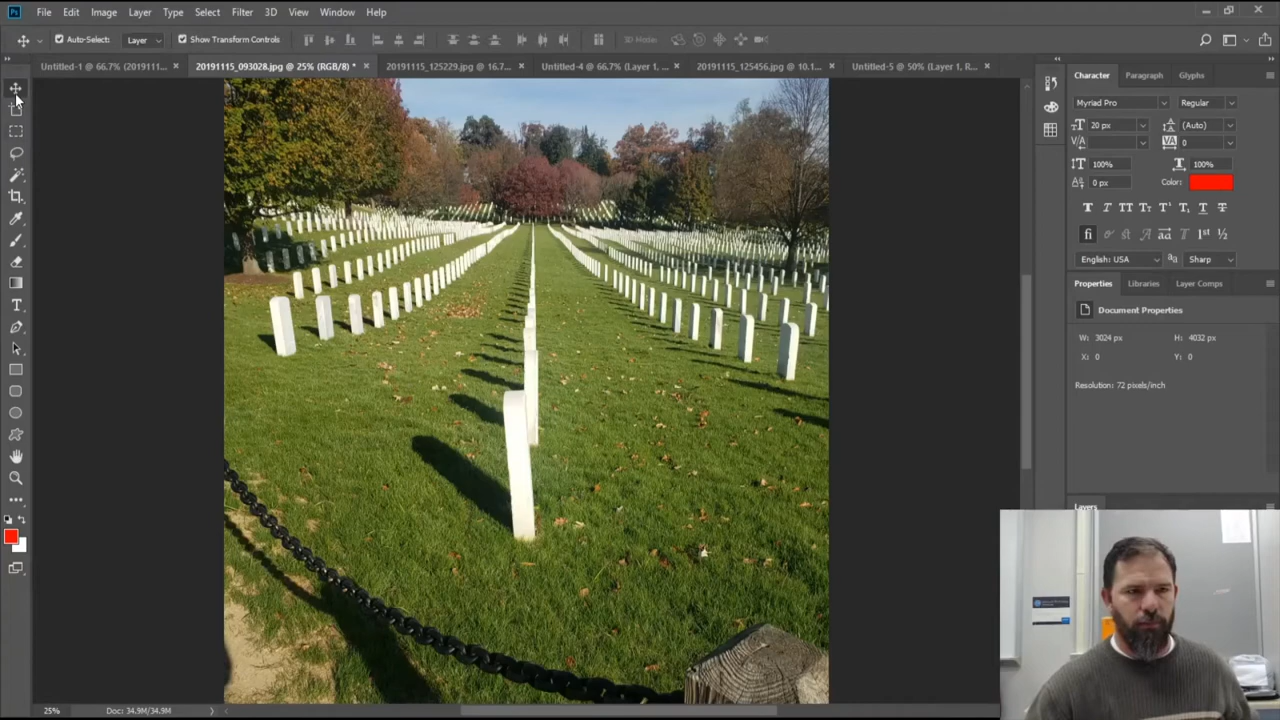 Ps File Edit Image Layer Type Select Filter 3D View Window Help
Auto-Select: Layer Show Transform Controls 3D Mode:
Untitled-1 @ 66.7% (2019111... × 20191115_093028.jpg @ 25% (RGB/8) * × 20191115_125229.jpg @ 16.7... × Untitled-4 @ 66.7% (Layer 1, ... × 20191115_125456.jpg @ 10.1... × Untitled-5 @ 50% (Layer 1, R... ×
Character Paragraph Glyphs
Myriad Pro Regular
20 px (Auto)
0
100% 100%
0 px Color:
English: USA Sharp
Properties Libraries Layer Comps
Document Properties
W: 3024 px H: 4032 px
X: 0 Y: 0
Resolution: 72 pixels/inch
Layers
25% Doc: 34.9M/34.9M